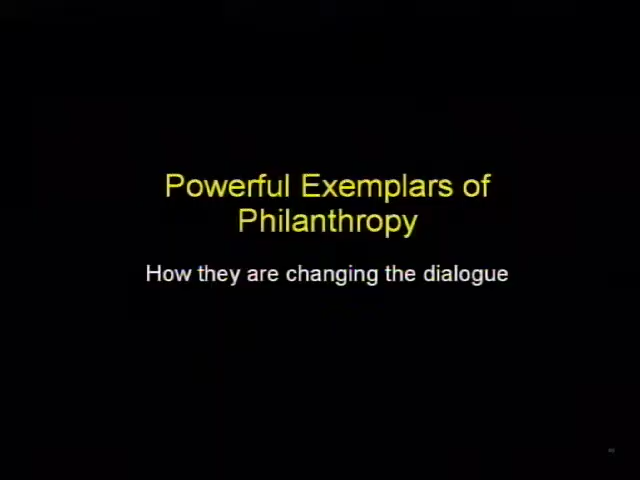 Powerful Exemplars of
Philanthropy
How they are changing the dialogue